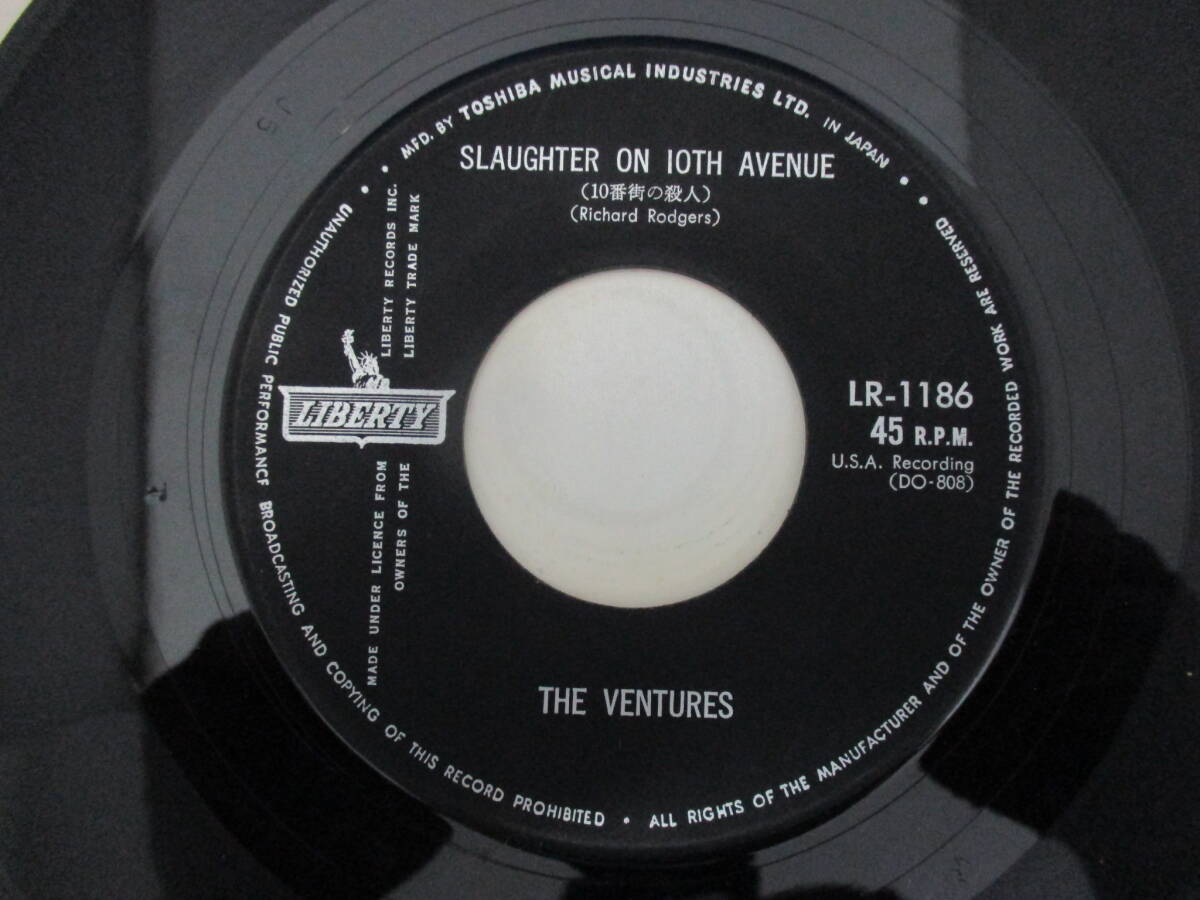 MFD. BY TOSHIBA MUSICAL INDUSTRIES LTD. IN JAPAN
SLAUGHTER ON 10TH AVENUE
(10番街の殺人)
(Richard Rodgers)
LIBERTY RECORDS INC.
LIBERTY TRADE MARK
LIBERTY
MADE UNDER LICENCE FROM
OWNERS OF THE
LR-1186
45 R.P.M.
U.S.A. Recording
(DO-808)
THE VENTURES
UNAUTHORIZED PUBLIC PERFORMANCE BROADCASTING AND COPYING OF THIS RECORD PROHIBITED • ALL RIGHTS OF THE MANUFACTURER AND OF THE OWNER OF THE RECORDED WORK ARE RESERVED